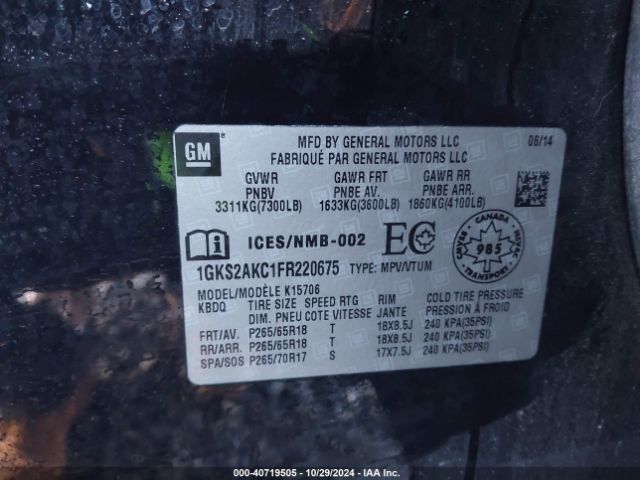 GM
MFD BY GENERAL MOTORS LLC 06/14
FABRIQUÉ PAR GENERAL MOTORS LLC
GVWR GAWR FRT GAWR RR
PNBV PNBE AV. PNBE ARR.
3311KG(7300LB) 1633KG(3600LB) 1860KG(4100LB)
ICES/NMB-002 EC
CANADA
CMVSS NSVAC
985
TRANSPORT
1GKS2AKC1FR220675 TYPE: MPV/VTUM
MODEL/MODÈLE K15706
KBDQ TIRE SIZE SPEED RTG RIM COLD TIRE PRESSURE
DIM. PNEU COTE VITESSE JANTE PRESSION À FROID
FRT/AV. P265/65R18 T 18X8.5J 240 KPA(35PSI)
RR/ARR. P265/65R18 T 18X8.5J 240 KPA(35PSI)
SPA/SOS P265/70R17 S 17X7.5J 240 KPA(35PSI)
000-40719505 - 10/29/2024 - IAA Inc.